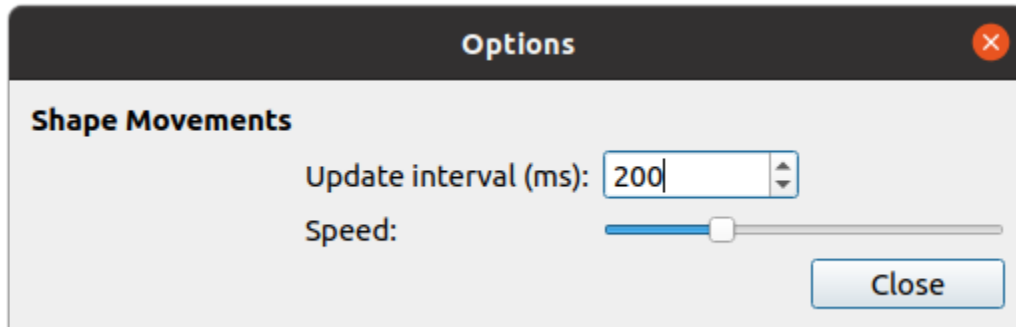 Options
Shape Movements
Update interval (ms): 200
Speed:
Close